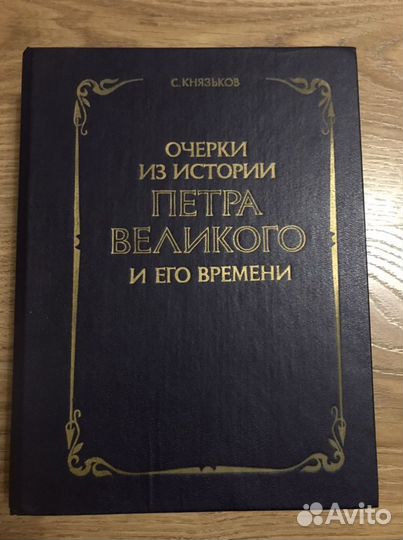 С. КНЯЗЬКОВ
ОЧЕРКИ
ИЗ ИСТОРИИ
ПЕТРА
ВЕЛИКОГО
И ЕГО ВРЕМЕНИ
Avito